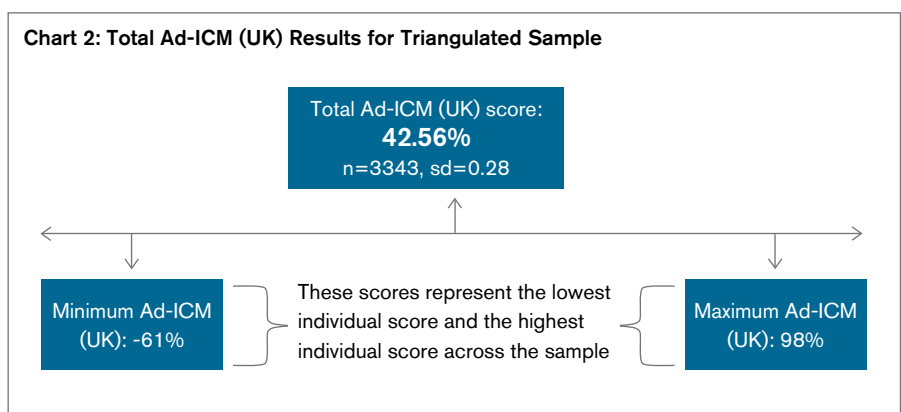 Chart 2: Total Ad-ICM (UK) Results for Triangulated Sample
Total Ad-ICM (UK) score:
42.56%
n=3343, sd=0.28
Minimum Ad-ICM
(UK): -61%
These scores represent the lowest
individual score and the highest
individual score across the sample
Maximum Ad-ICM
(UK): 98%